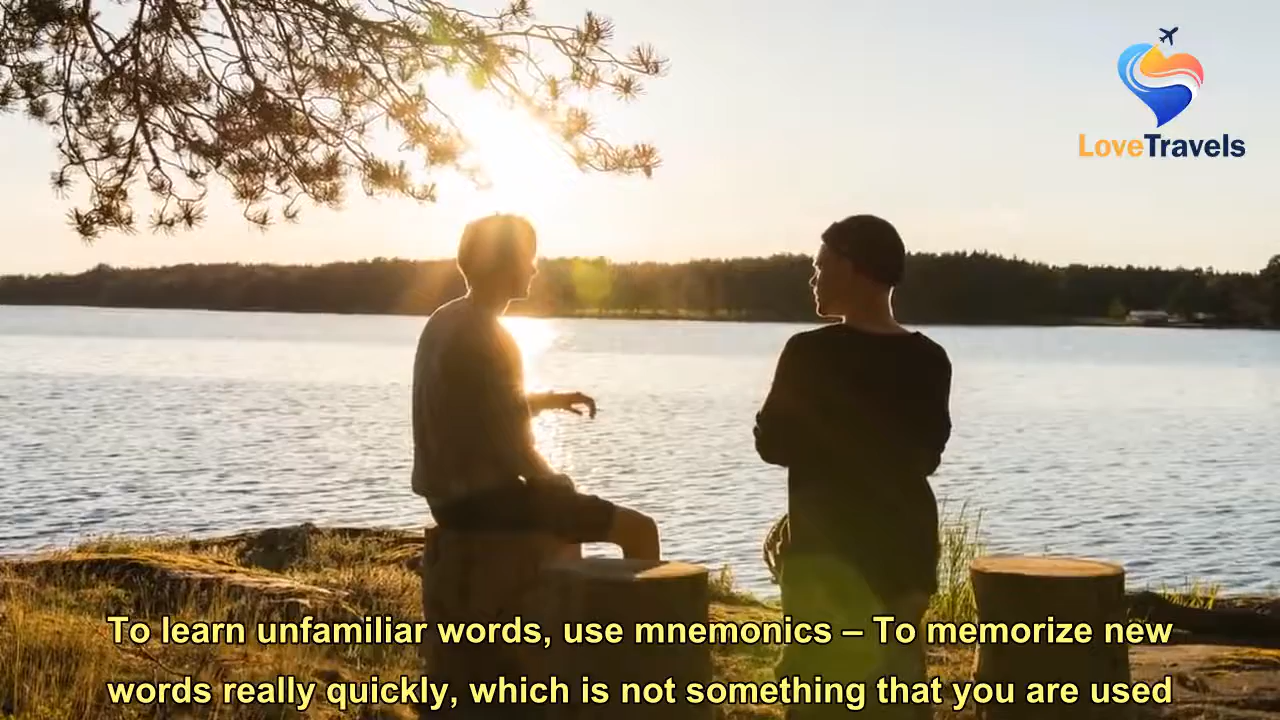 LoveTravels
To learn unfamiliar words, use mnemonics – To memorize new
words really quickly, which is not something that you are used